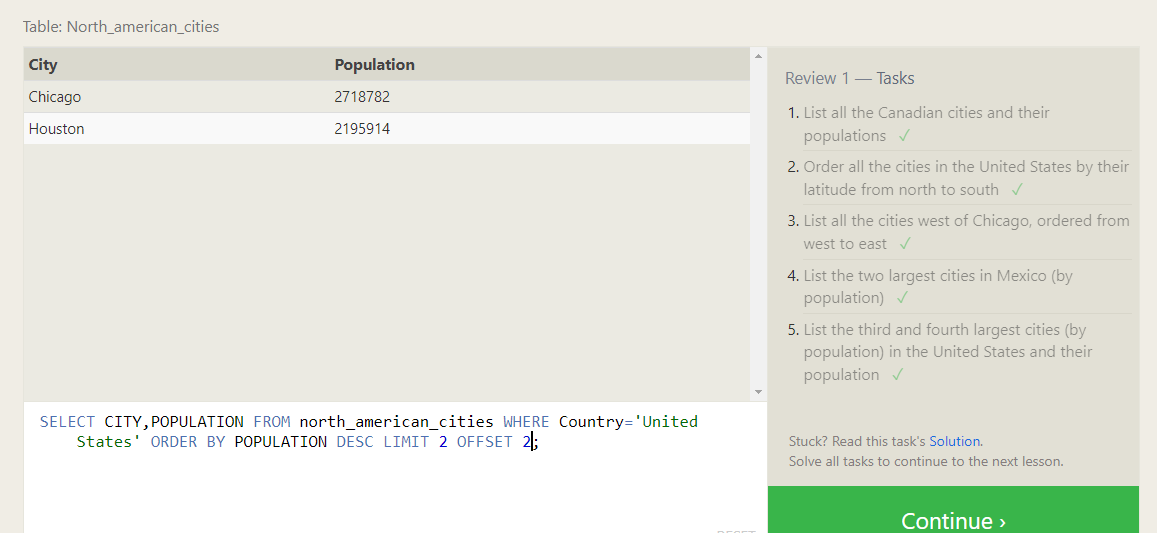 Table: North_american_cities
City Population
Chicago 2718782
Houston 2195914
SELECT CITY,POPULATION FROM north_american_cities WHERE Country='United
States' ORDER BY POPULATION DESC LIMIT 2 OFFSET 2;
RESET
Review 1 — Tasks
1. List all the Canadian cities and their
populations ✓
2. Order all the cities in the United States by their
latitude from north to south ✓
3. List all the cities west of Chicago, ordered from
west to east ✓
4. List the two largest cities in Mexico (by
population) ✓
5. List the third and fourth largest cities (by
population) in the United States and their
population ✓
Stuck? Read this task's Solution.
Solve all tasks to continue to the next lesson.
Continue ›